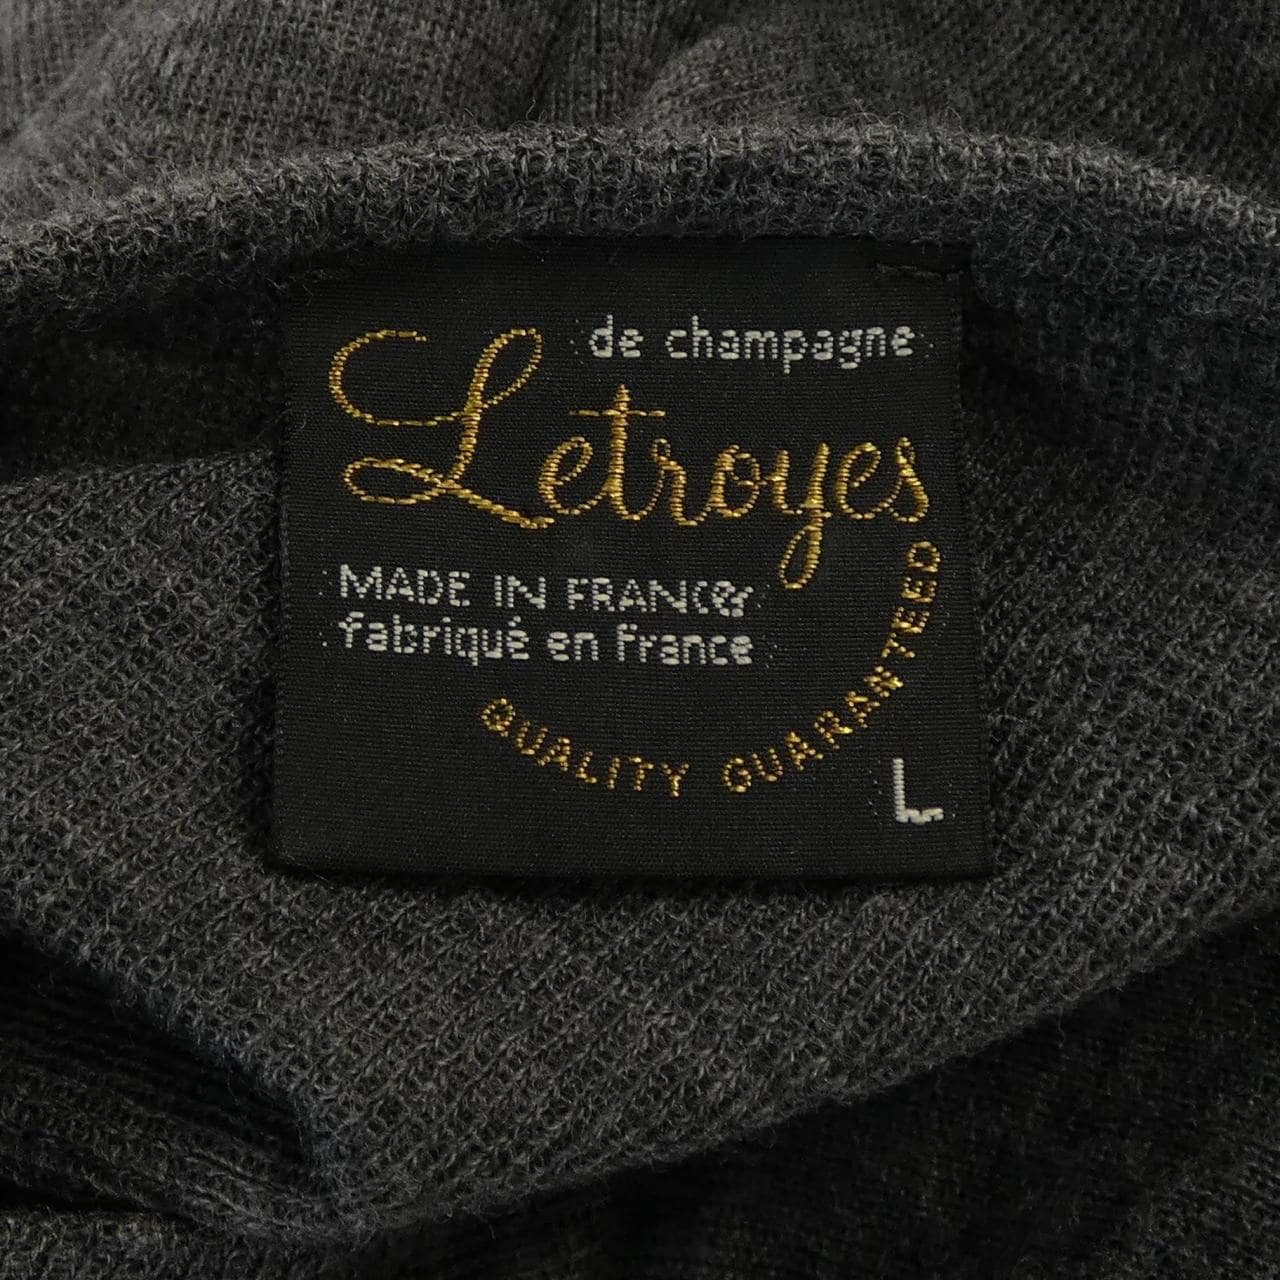 de champagne
Letroyes
MADE IN FRANCE
fabriqué en france
QUALITY GUARANTEED
L